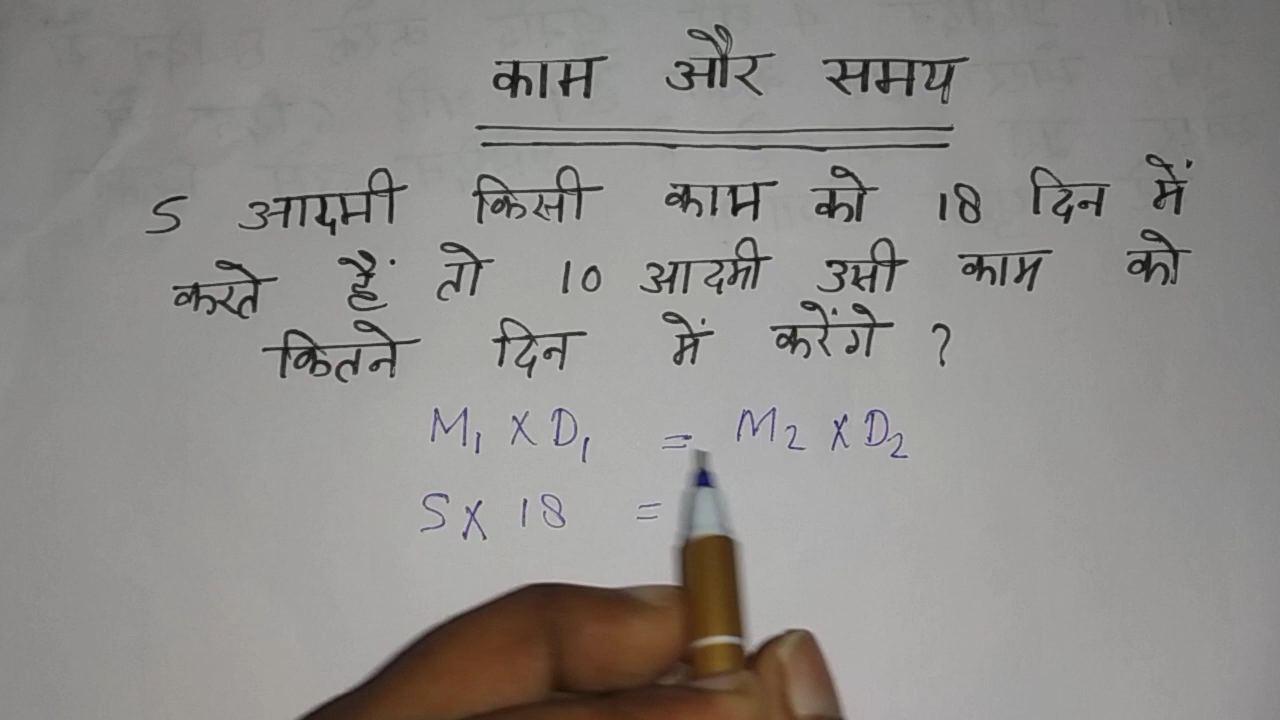 काम और समय
5 आदमी किसी काम को 18 दिन में
करते हैं तो 10 आदमी उसी काम को
कितने दिन में करेंगे ?
M₁ X D₁ = M₂ X D₂
5 X 18 =